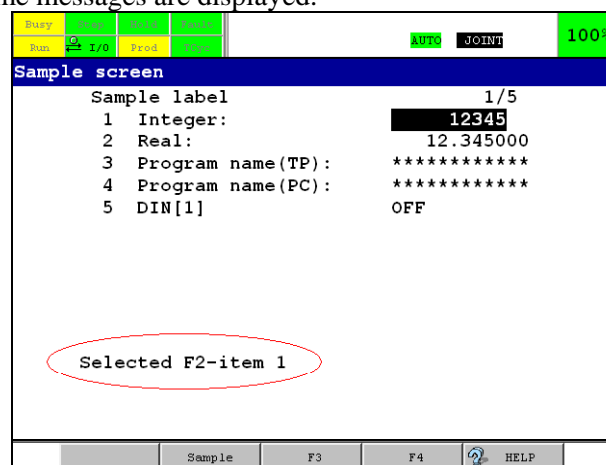 ne messages are displayed.
Busy Step Hold Fault
Run I/O Prod TCyc
AUTO JOINT
100%
Sample screen
Sample label 1/5
1 Integer: 12345
2 Real: 12.345000
3 Program name(TP): ************
4 Program name(PC): ************
5 DIN[1] OFF
Selected F2-item 1
Sample F3 F4 HELP